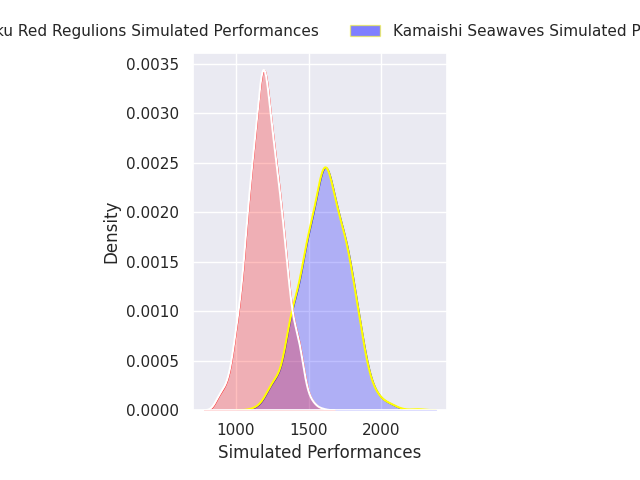 ku Red Regulions Simulated Performances
Kamaishi Seawaves Simulated P
0.0035
0.0030
0.0025
0.0020
0.0015
0.0010
0.0005
0.0000
Density
1000 1500 2000
Simulated Performances